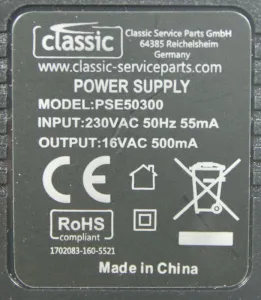 classic
Classic Service Parts GmbH
64385 Reichelsheim
Germany
www.classic-serviceparts.com
POWER SUPPLY
MODEL:PSE50300
INPUT:230VAC 50Hz 55mA
OUTPUT:16VAC 500mA
CE
RoHS
compliant
1702083-160-5521
Made in China